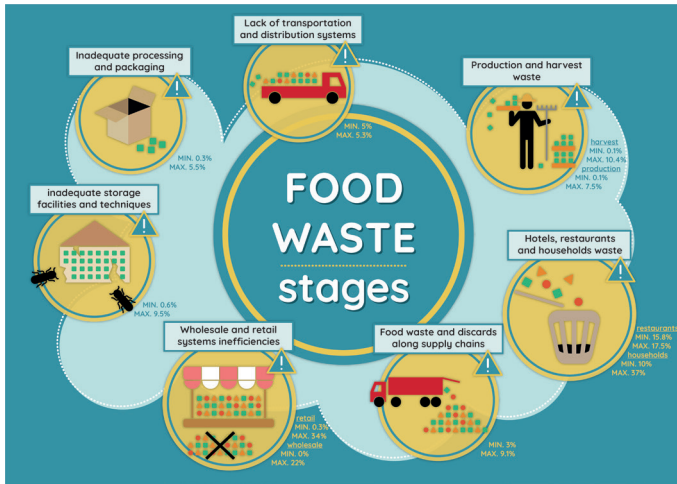 Lack of transportation
and distribution systems
MIN. 5%
MAX. 5.3%
Inadequate processing
and packaging
MIN. 0.3%
MAX. 5.5%
Production and harvest
waste
harvest
MIN. 0.1%
MAX. 10.4%
production
MIN. 0.1%
MAX. 7.5%
FOOD
WASTE
stages
inadequate storage
facilities and techniques
MIN. 0.6%
MAX. 9.5%
Hotels, restaurants
and households waste
restaurants
MIN. 15.8%
MAX. 17.5%
households
MIN. 10%
MAX. 37%
Wholesale and retail
systems inefficiencies
retail
MIN. 0.3%
MAX. 34%
wholesale
MIN. 0%
MAX. 22%
Food waste and discards
along supply chains
MIN. 3%
MAX. 9.1%